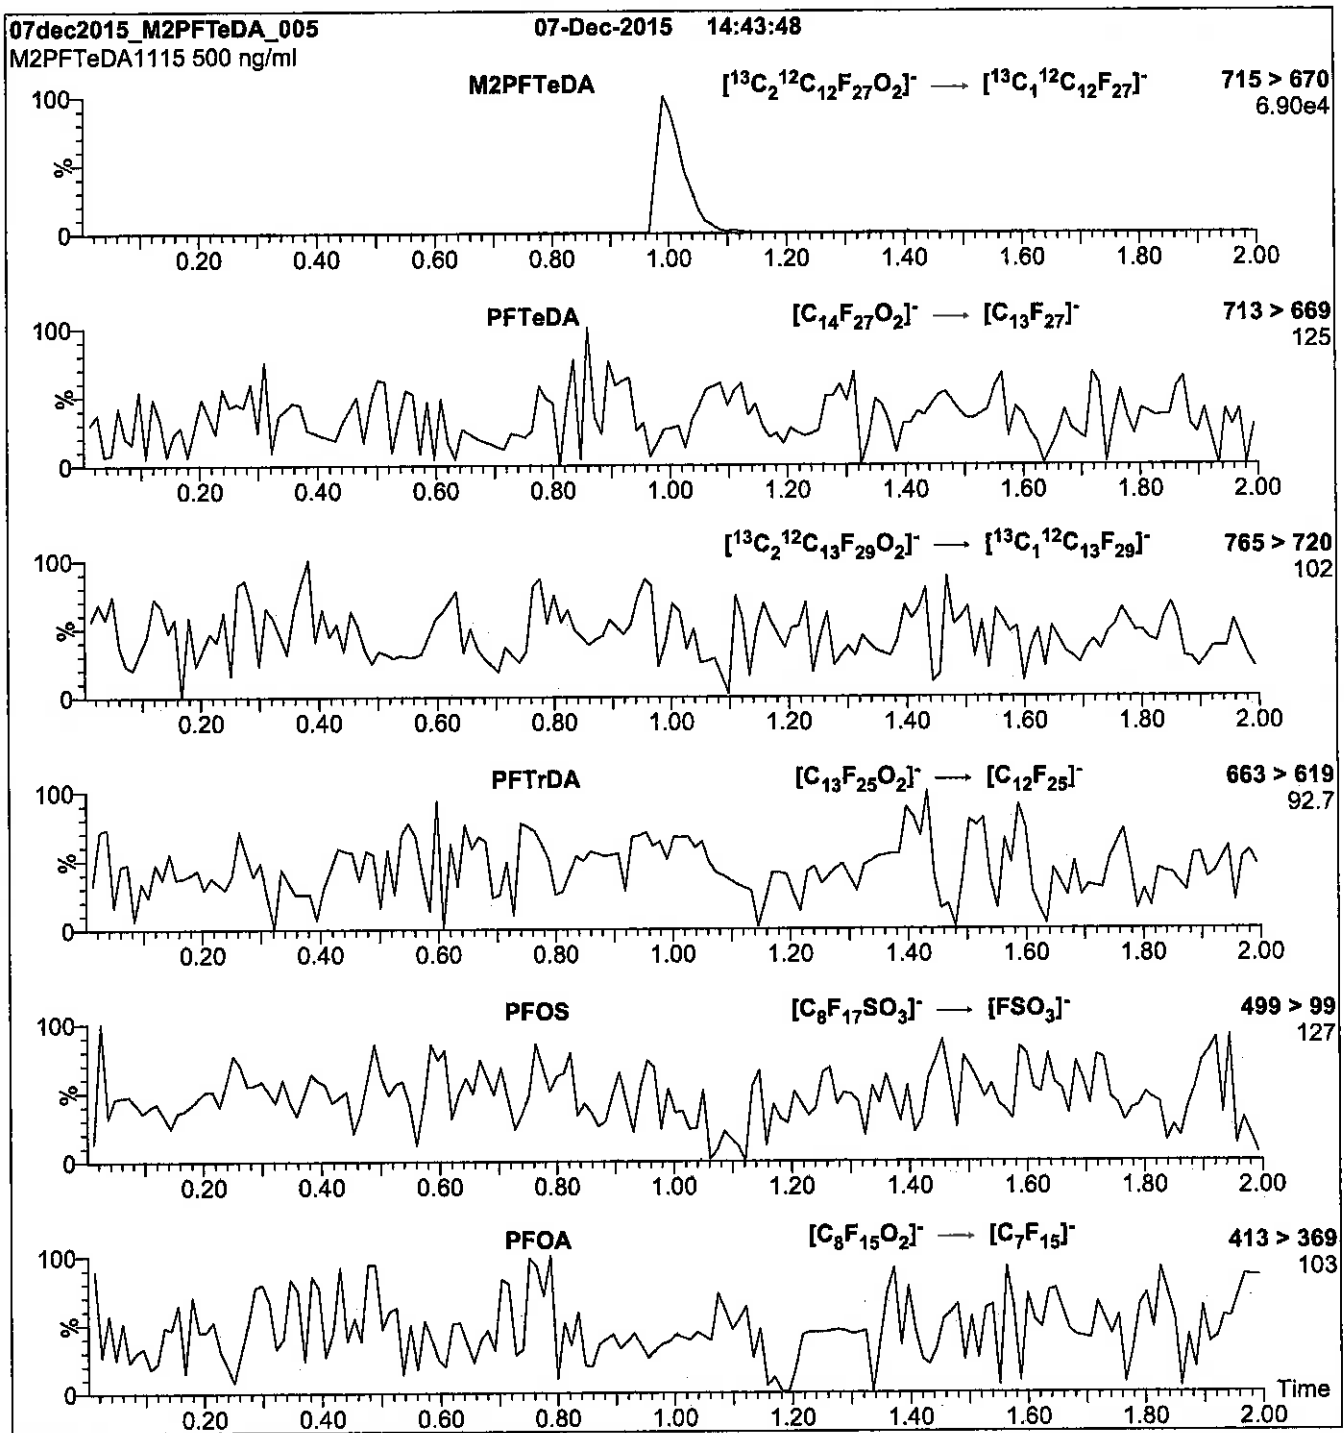 07dec2015_M2PFTeDA_005 07-Dec-2015 14:43:48
M2PFTeDA1115 500 ng/ml
M2PFTeDA [¹³C₂¹²C₁₂F₂₇O₂]⁻ → [¹³C₁¹²C₁₂F₂₇]⁻ 715 > 670
6.90e4
100
%
0
0.20 0.40 0.60 0.80 1.00 1.20 1.40 1.60 1.80 2.00
PFTeDA [C₁₄F₂₇O₂]⁻ → [C₁₃F₂₇]⁻ 713 > 669
125
100
%
0
0.20 0.40 0.60 0.80 1.00 1.20 1.40 1.60 1.80 2.00
[¹³C₂¹²C₁₃F₂₉O₂]⁻ → [¹³C₁¹²C₁₃F₂₉]⁻ 765 > 720
102
100
%
0
0.20 0.40 0.60 0.80 1.00 1.20 1.40 1.60 1.80 2.00
PFTrDA [C₁₃F₂₅O₂]⁻ → [C₁₂F₂₅]⁻ 663 > 619
92.7
100
%
0
0.20 0.40 0.60 0.80 1.00 1.20 1.40 1.60 1.80 2.00
PFOS [C₈F₁₇SO₃]⁻ → [FSO₃]⁻ 499 > 99
127
100
%
0
0.20 0.40 0.60 0.80 1.00 1.20 1.40 1.60 1.80 2.00
PFOA [C₈F₁₅O₂]⁻ → [C₇F₁₅]⁻ 413 > 369
103
100
%
0
Time
0.20 0.40 0.60 0.80 1.00 1.20 1.40 1.60 1.80 2.00